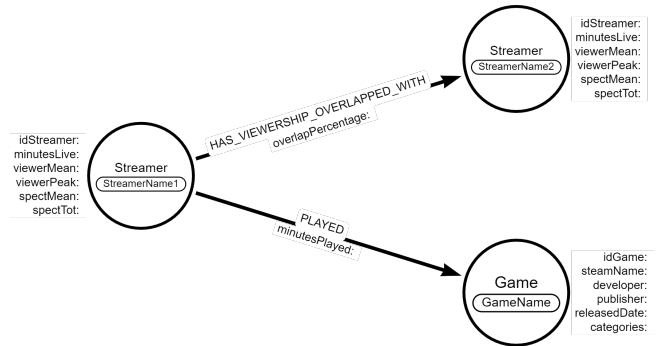 Streamer
StreamerName2
idStreamer:
minutesLive:
viewerMean:
viewerPeak:
spectMean:
spectTot:
HAS_VIEWERSHIP_OVERLAPPED_WITH
overlapPercentage:
idStreamer:
minutesLive:
viewerMean:
viewerPeak:
spectMean:
spectTot:
Streamer
StreamerName1
PLAYED
minutesPlayed:
Game
GameName
idGame:
steamName:
developer:
publisher:
releasedDate:
categories: